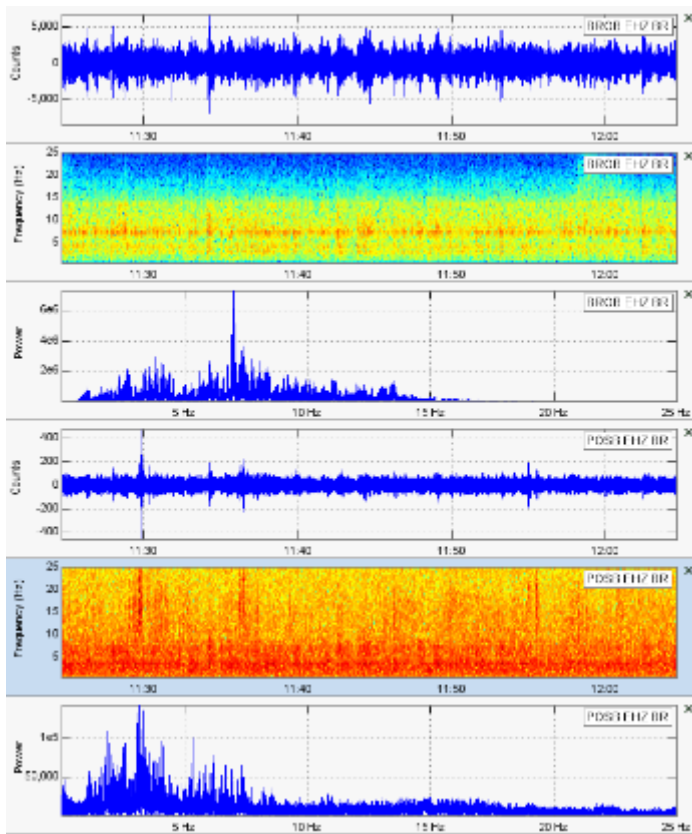 5,000
BROB EHZ BR
Counts
0
-5,000
11:30 11:40 11:50 12:00
25
BROB EHZ BR
Frequency (Hz)
20
15
10
5
11:30 11:40 11:50 12:00
BROB EHZ BR
6e6
Power
4e6
2e6
5 Hz 10 Hz 15 Hz 20 Hz 25 Hz
400
POSB EHZ BR
200
Counts
0
-200
-400
11:30 11:40 11:50 12:00
25
POSB EHZ BR
Frequency (Hz)
20
15
10
5
11:30 11:40 11:50 12:00
POSB EHZ BR
1e5
Power
50,000
5 Hz 10 Hz 15 Hz 20 Hz 25 Hz